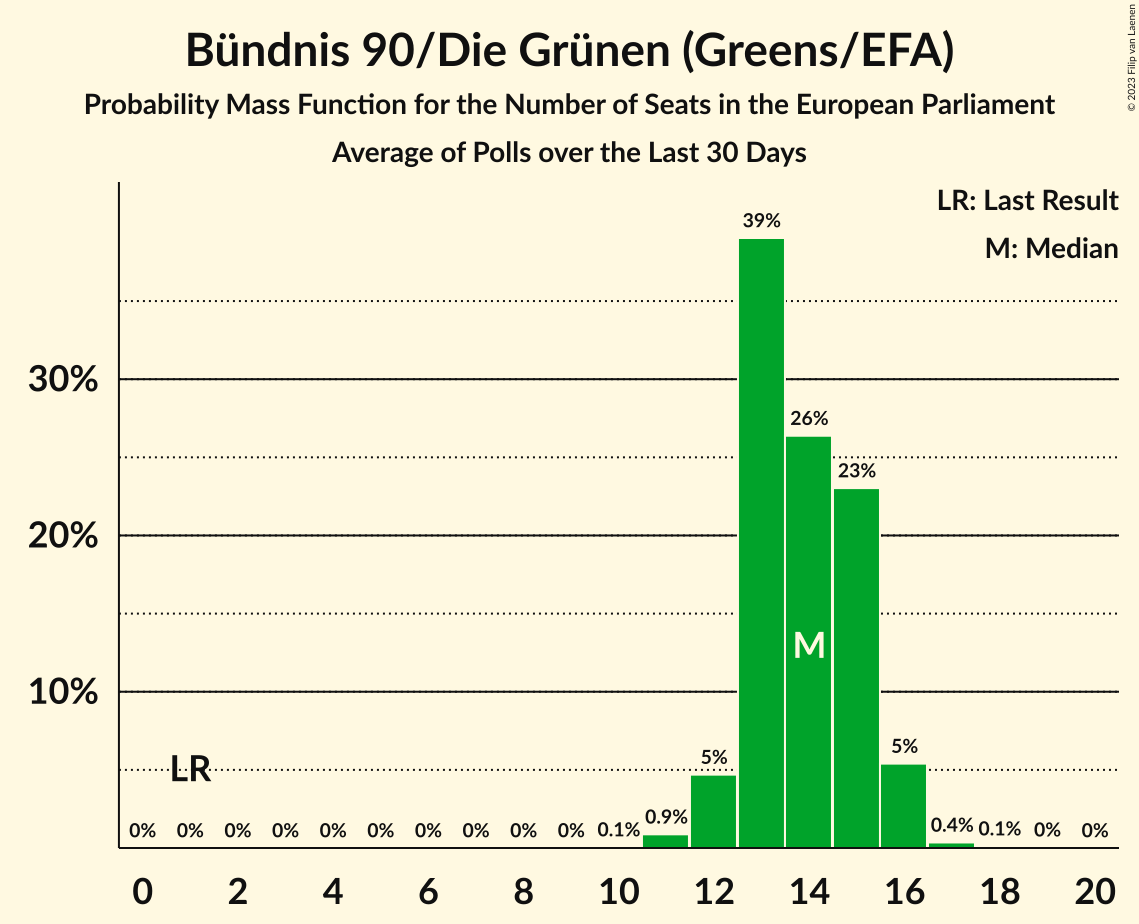 Bündnis 90/Die Grünen (Greens/EFA)
Probability Mass Function for the Number of Seats in the European Parliament
Average of Polls over the Last 30 Days
© 2023 Filip van Laenen
LR: Last Result
M: Median
39%
30%
26%
23%
20%
M
10%
LR
5%
5%
0% 0% 0% 0% 0% 0% 0% 0% 0% 0% 0.1% 0.9% 0.4% 0.1% 0% 0%
0 2 4 6 8 10 12 14 16 18 20